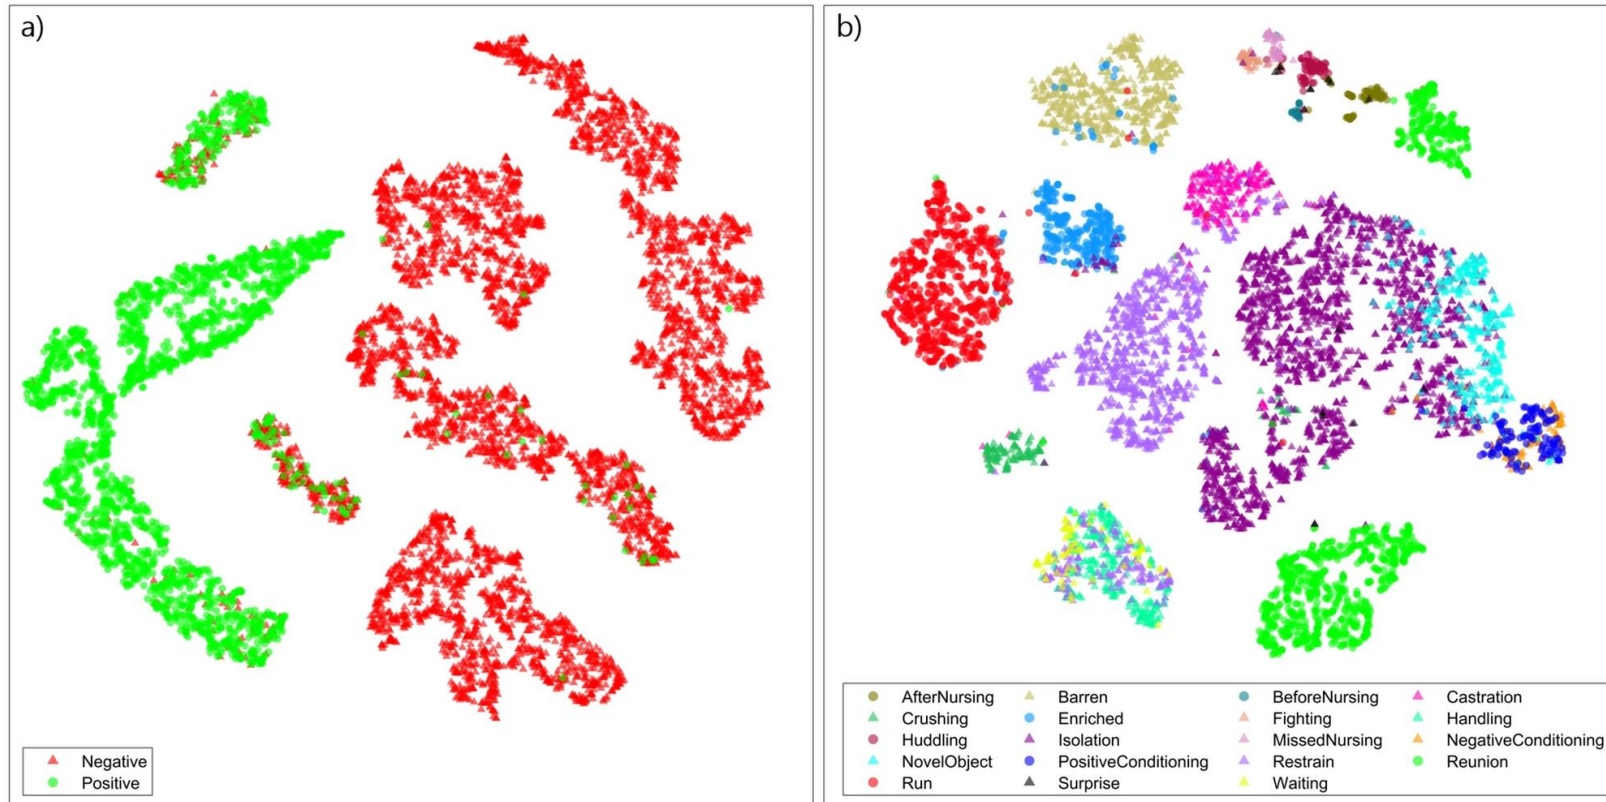 a)
Negative
Positive
b)
AfterNursing Barren BeforeNursing Castration
Crushing Enriched Fighting Handling
Huddling Isolation MissedNursing NegativeConditioning
NovelObject PositiveConditioning Restrain Reunion
Run Surprise Waiting